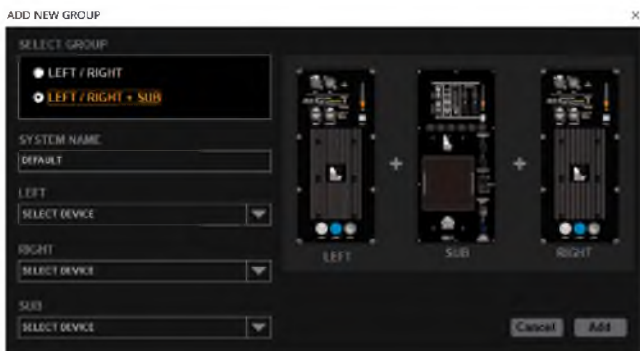 ADD NEW GROUP
SELECT GROUP
LEFT / RIGHT
LEFT / RIGHT + SUB
SYSTEM NAME
DEFAULT
LEFT
SELECT DEVICE
RIGHT
SELECT DEVICE
SUB
SELECT DEVICE
LEFT
SUB
RIGHT
Cancel
Add